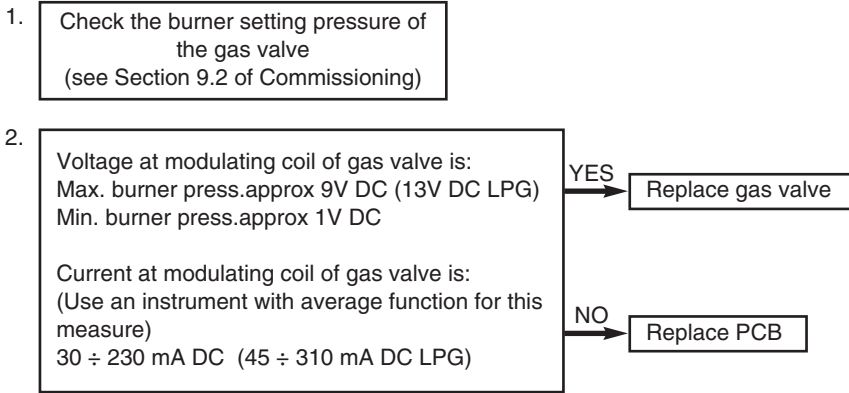 1.
Check the burner setting pressure of
the gas valve
(see Section 9.2 of Commissioning)
2.
Voltage at modulating coil of gas valve is:
Max. burner press.approx 9V DC (13V DC LPG)
Min. burner press.approx 1V DC
Current at modulating coil of gas valve is:
(Use an instrument with average function for this
measure)
30 ÷ 230 mA DC (45 ÷ 310 mA DC LPG)
YES
Replace gas valve
NO
Replace PCB